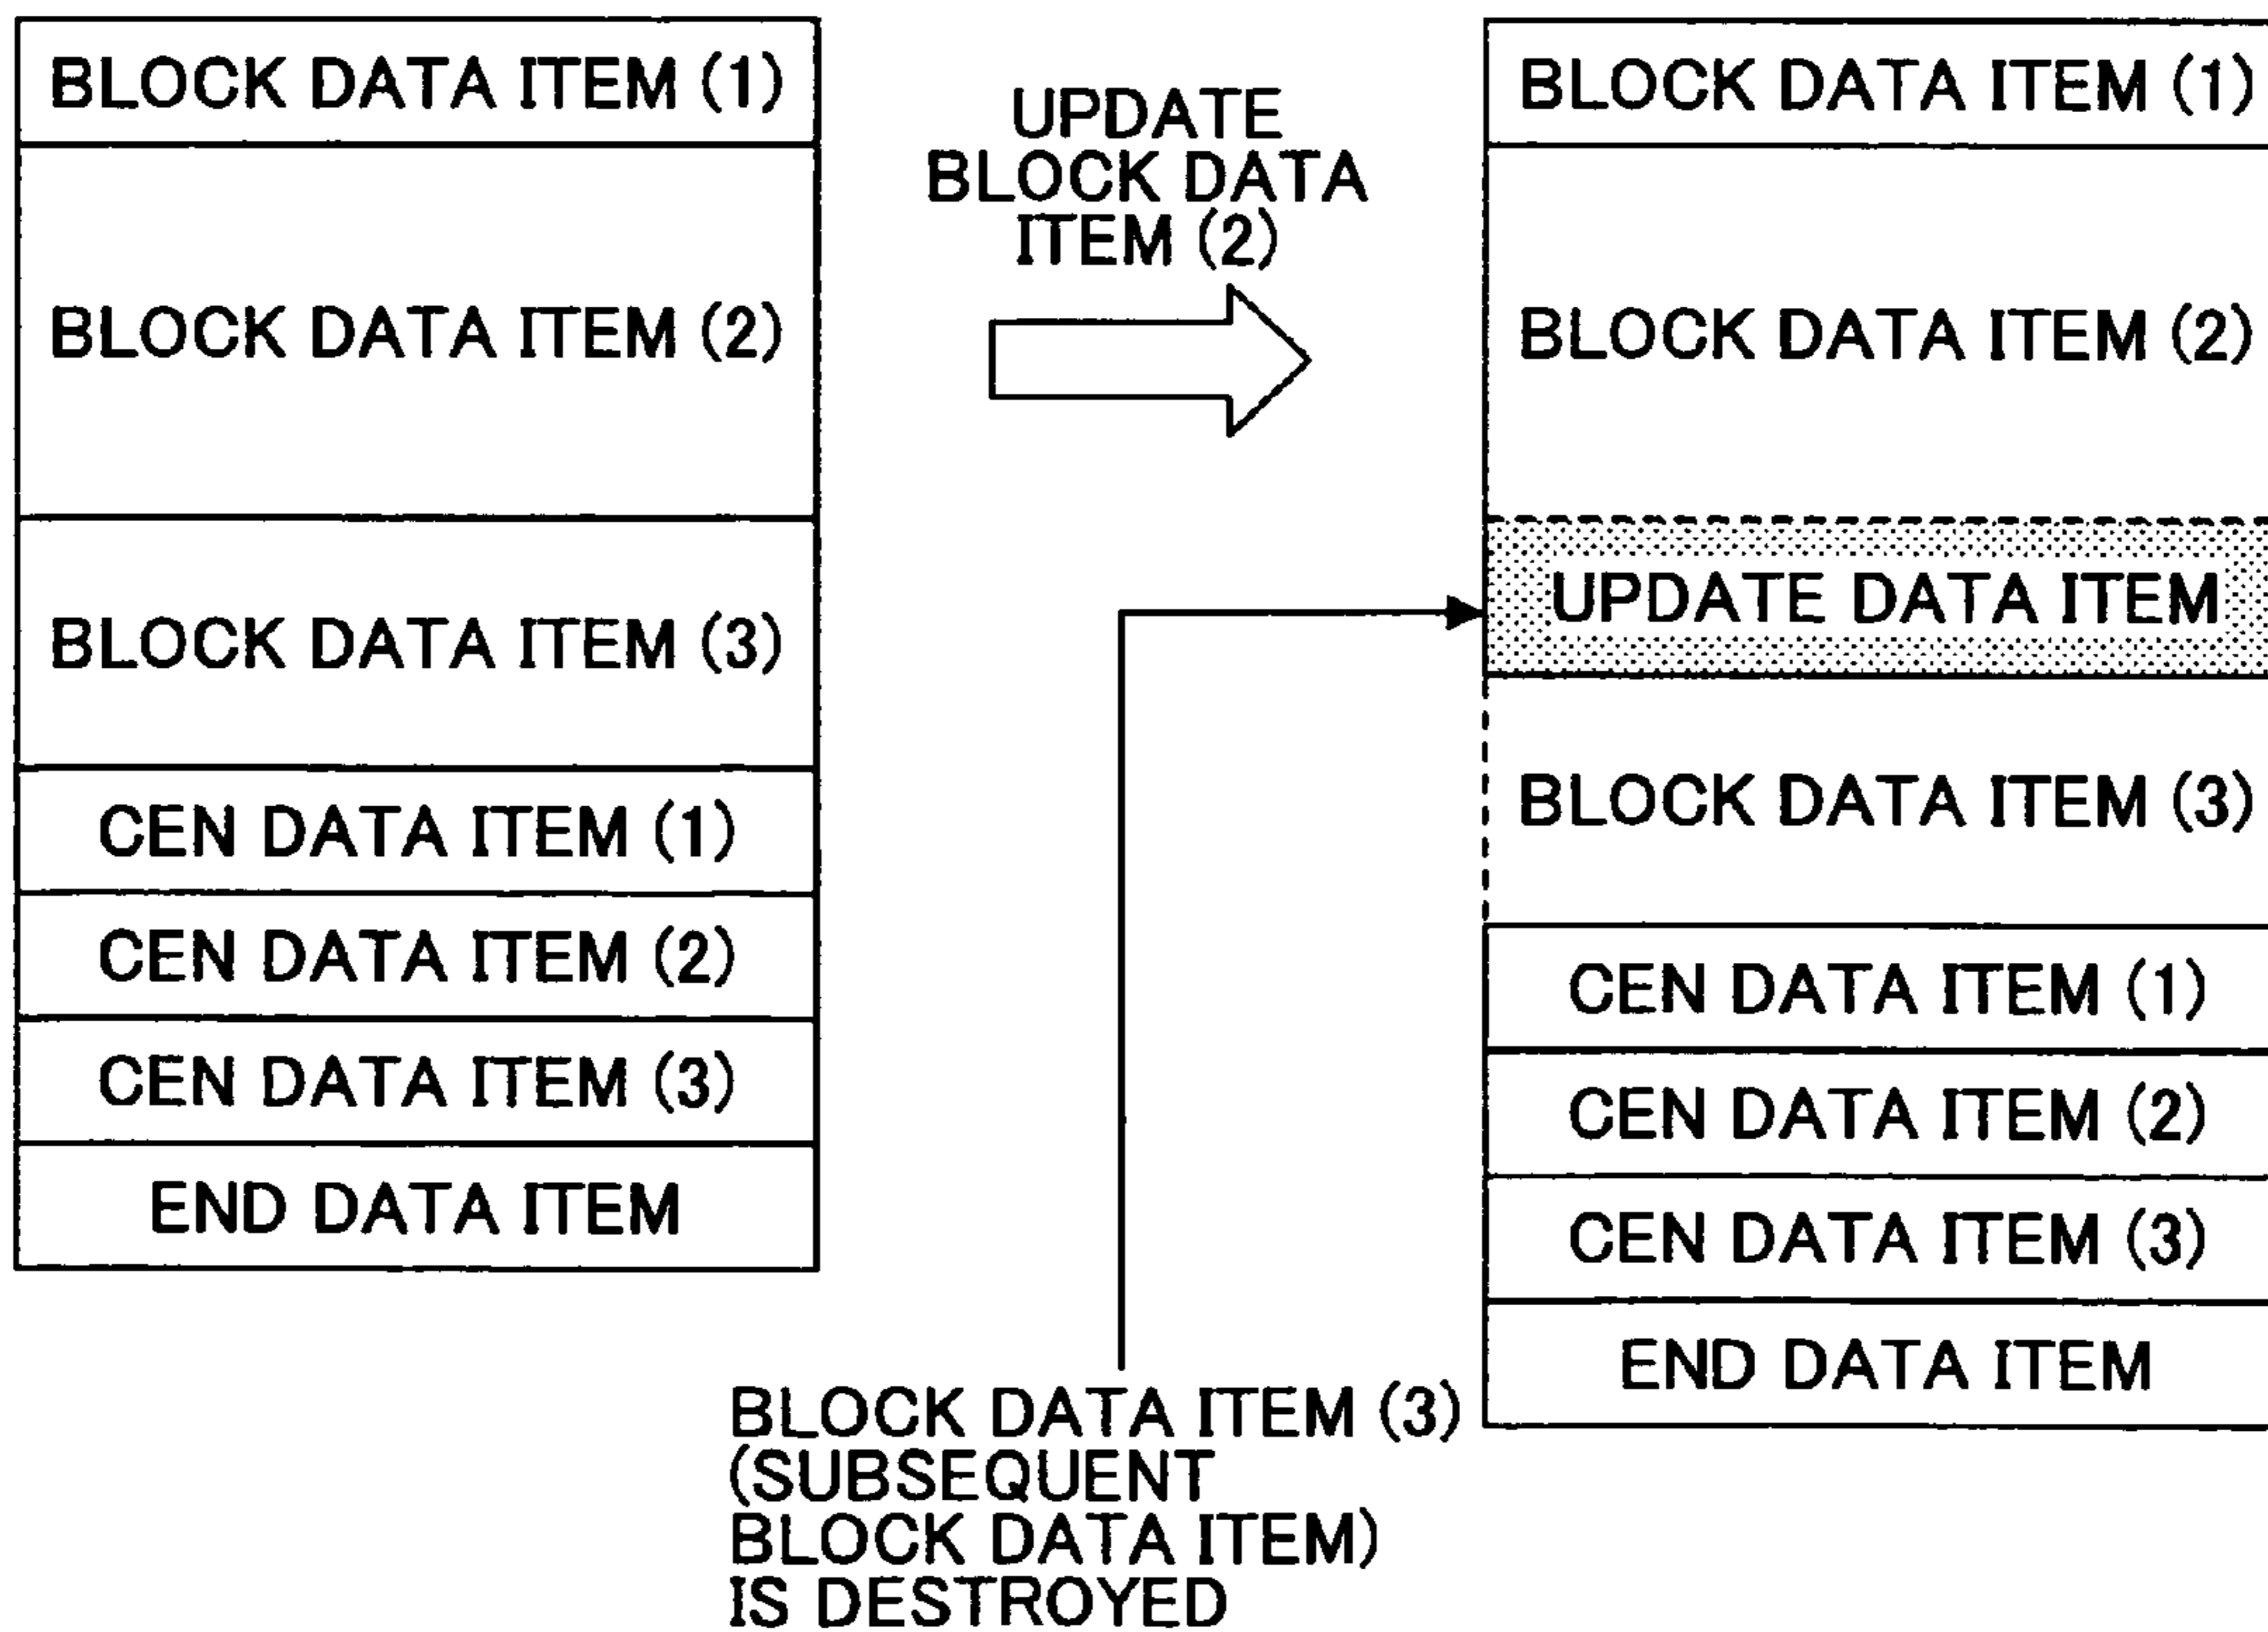 BLOCK DATA ITEM (1)
BLOCK DATA ITEM (2)
BLOCK DATA ITEM (3)
CEN DATA ITEM (1)
CEN DATA ITEM (2)
CEN DATA ITEM (3)
END DATA ITEM
UPDATE
BLOCK DATA
ITEM (2)
BLOCK DATA ITEM (3)
(SUBSEQUENT
BLOCK DATA ITEM)
IS DESTROYED
BLOCK DATA ITEM (1)
BLOCK DATA ITEM (2)
UPDATE DATA ITEM
BLOCK DATA ITEM (3)
CEN DATA ITEM (1)
CEN DATA ITEM (2)
CEN DATA ITEM (3)
END DATA ITEM